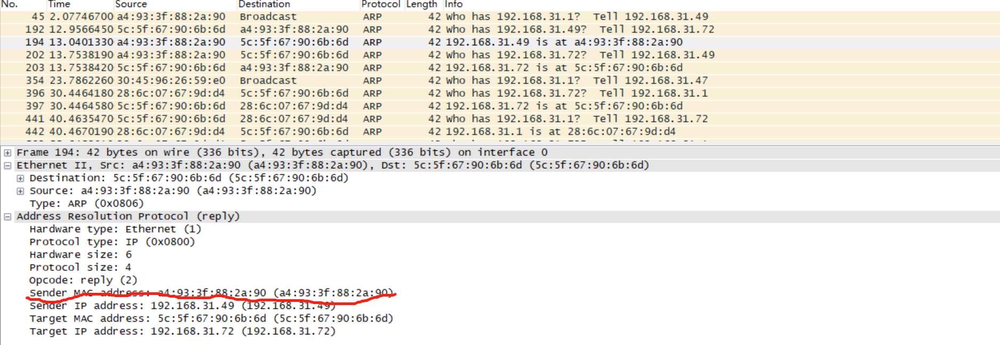 No. Time Source Destination Protocol Length Info
45 2.07746700 a4:93:3f:88:2a:90 Broadcast ARP 42 Who has 192.168.31.1? Tell 192.168.31.49
192 12.9566450 5c:5f:67:90:6b:6d a4:93:3f:88:2a:90 ARP 42 Who has 192.168.31.49? Tell 192.168.31.72
194 13.0401330 a4:93:3f:88:2a:90 5c:5f:67:90:6b:6d ARP 42 192.168.31.49 is at a4:93:3f:88:2a:90
202 13.7538190 a4:93:3f:88:2a:90 5c:5f:67:90:6b:6d ARP 42 Who has 192.168.31.72? Tell 192.168.31.49
203 13.7538420 5c:5f:67:90:6b:6d a4:93:3f:88:2a:90 ARP 42 192.168.31.72 is at 5c:5f:67:90:6b:6d
354 23.7862260 30:45:96:26:59:e0 Broadcast ARP 42 Who has 192.168.31.1? Tell 192.168.31.47
396 30.4464180 28:6c:07:67:9d:d4 5c:5f:67:90:6b:6d ARP 42 Who has 192.168.31.72? Tell 192.168.31.1
397 30.4464580 5c:5f:67:90:6b:6d 28:6c:07:67:9d:d4 ARP 42 192.168.31.72 is at 5c:5f:67:90:6b:6d
441 40.4635470 5c:5f:67:90:6b:6d 28:6c:07:67:9d:d4 ARP 42 Who has 192.168.31.1? Tell 192.168.31.72
442 40.4670190 28:6c:07:67:9d:d4 5c:5f:67:90:6b:6d ARP 42 192.168.31.1 is at 28:6c:07:67:9d:d4
Frame 194: 42 bytes on wire (336 bits), 42 bytes captured (336 bits) on interface 0
Ethernet II, Src: a4:93:3f:88:2a:90 (a4:93:3f:88:2a:90), Dst: 5c:5f:67:90:6b:6d (5c:5f:67:90:6b:6d)
Destination: 5c:5f:67:90:6b:6d (5c:5f:67:90:6b:6d)
Source: a4:93:3f:88:2a:90 (a4:93:3f:88:2a:90)
Type: ARP (0x0806)
Address Resolution Protocol (reply)
Hardware type: Ethernet (1)
Protocol type: IP (0x0800)
Hardware size: 6
Protocol size: 4
Opcode: reply (2)
Sender MAC address: a4:93:3f:88:2a:90 (a4:93:3f:88:2a:90)
Sender IP address: 192.168.31.49 (192.168.31.49)
Target MAC address: 5c:5f:67:90:6b:6d (5c:5f:67:90:6b:6d)
Target IP address: 192.168.31.72 (192.168.31.72)